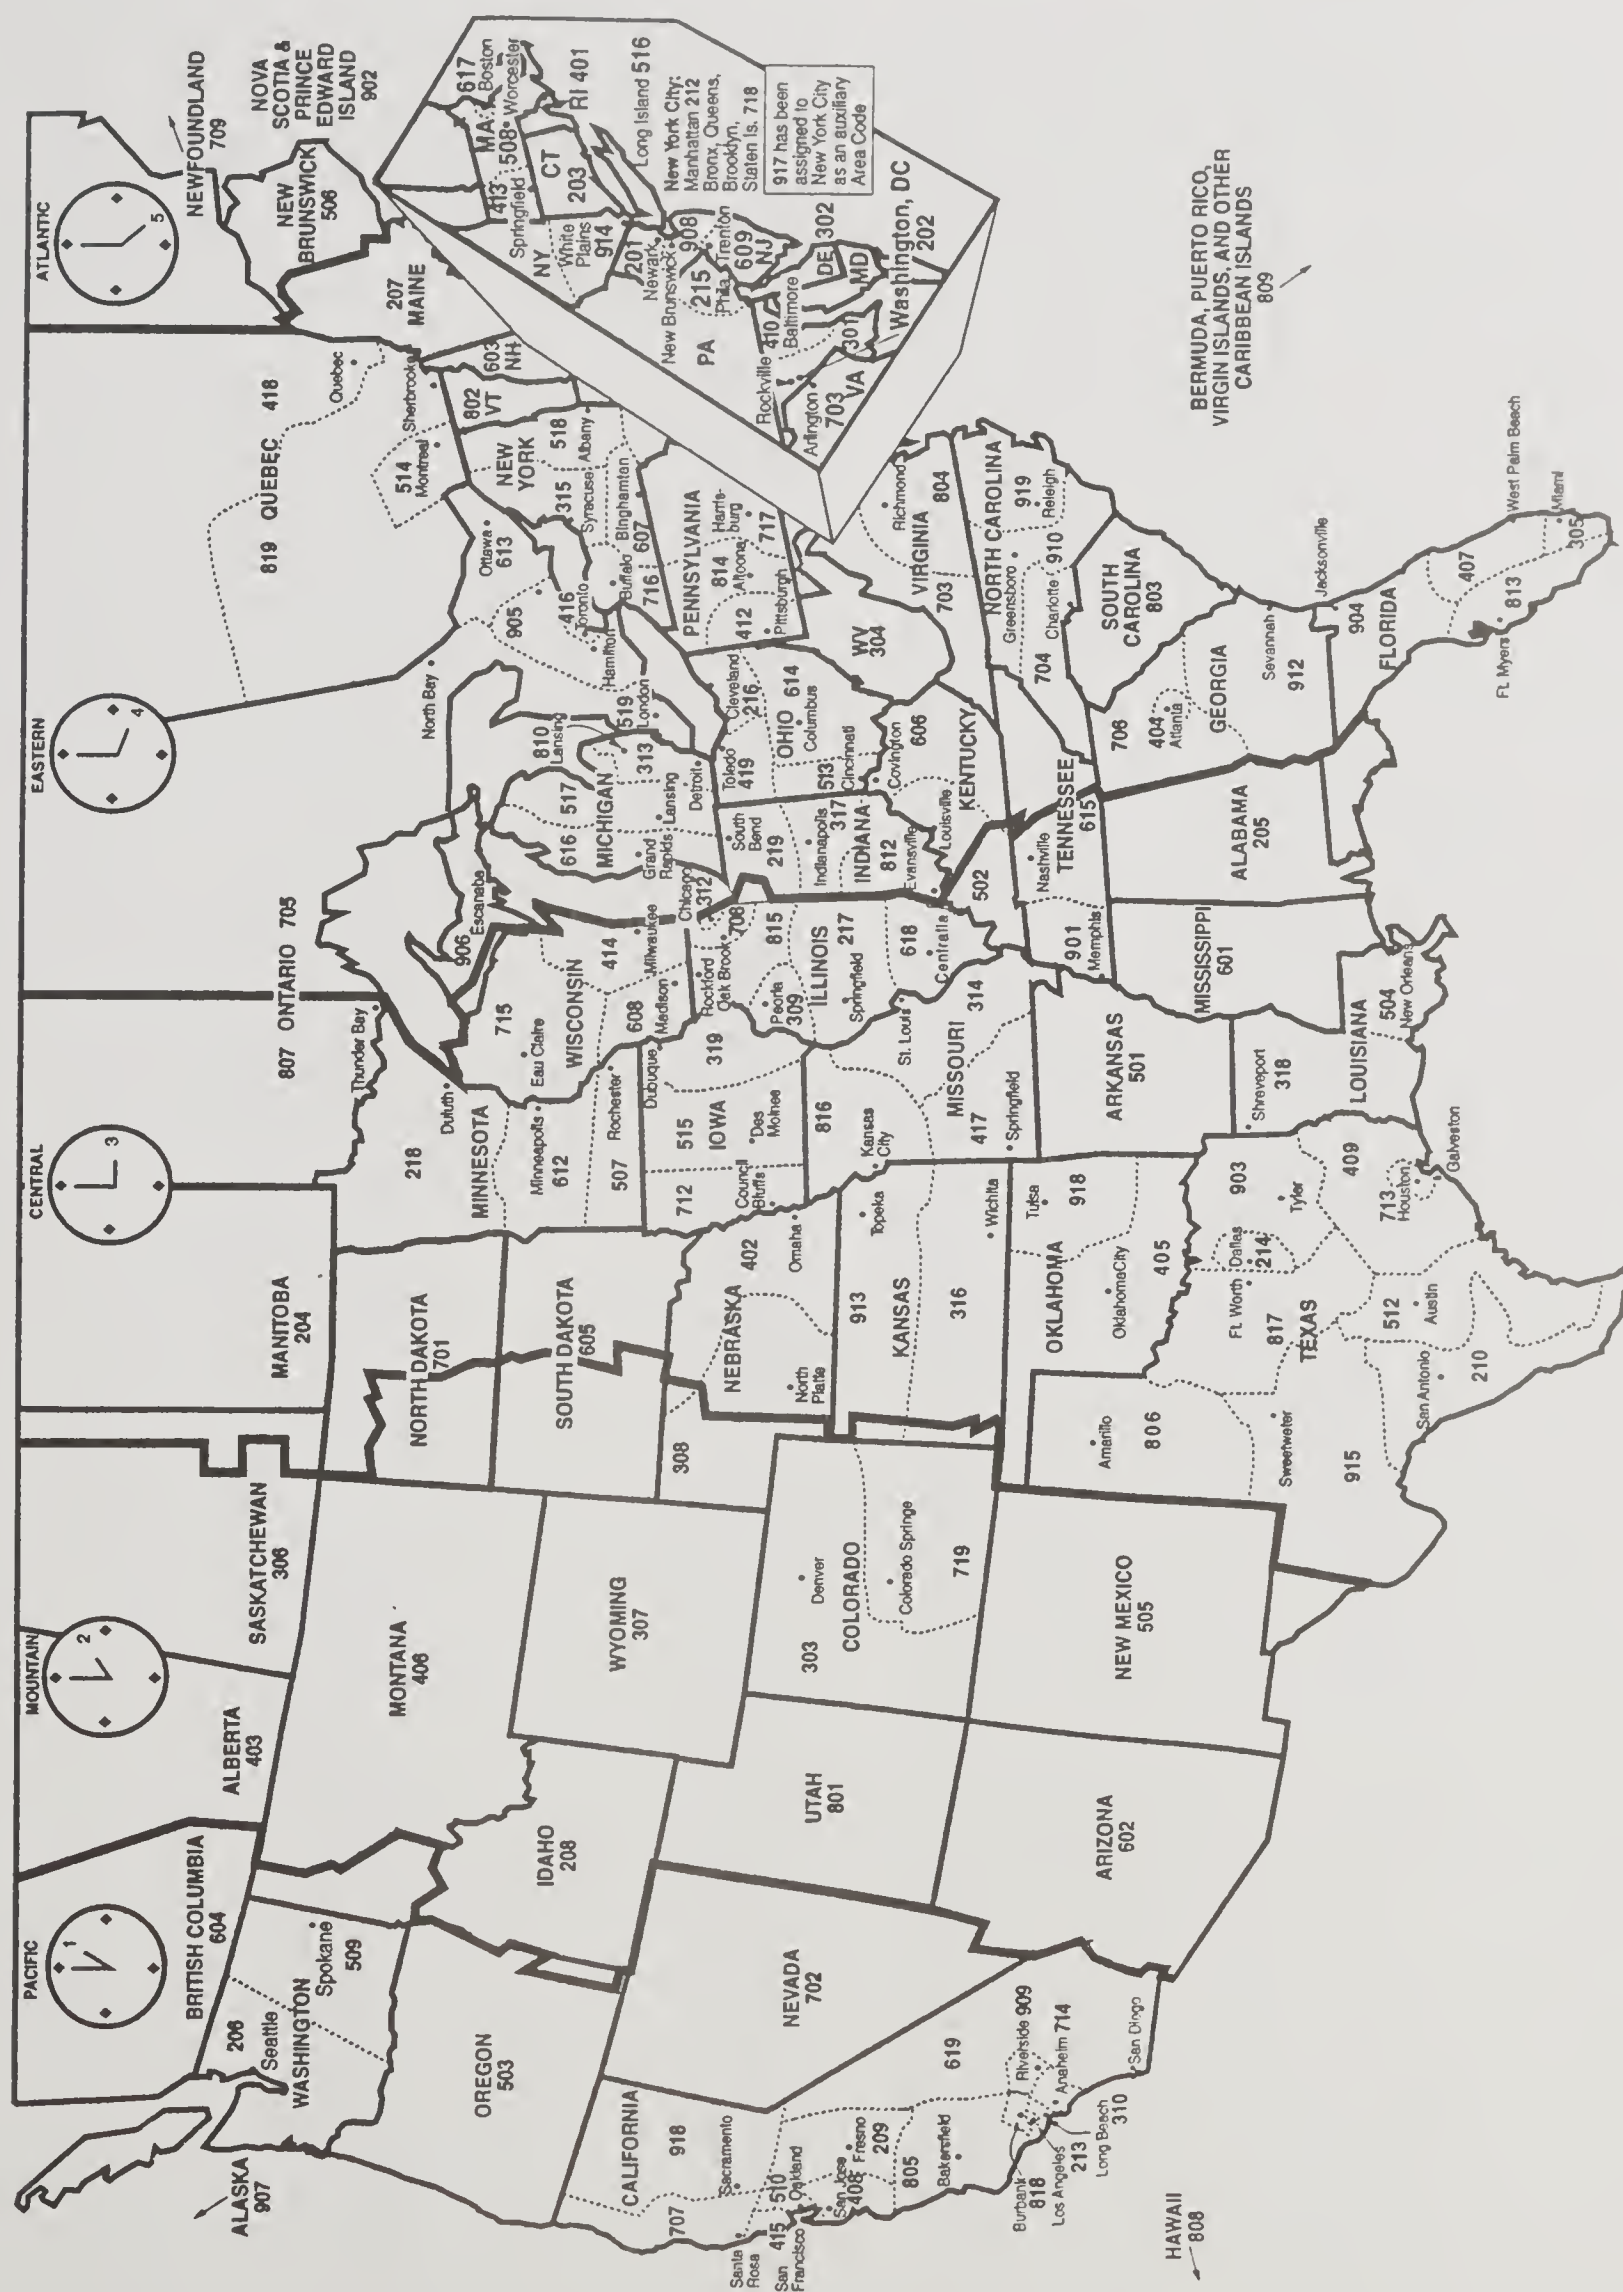 PACIFIC
MOUNTAIN
CENTRAL
EASTERN
ATLANTIC
1
2
3
4
5
ALASKA
907
BRITISH COLUMBIA
604
ALBERTA
403
SASKATCHEWAN
306
MANITOBA
204
807 ONTARIO 705
819 QUEBEC 418
NEWFOUNDLAND
709
NEW
BRUNSWICK
506
NOVA
SCOTIA &
PRINCE
EDWARD
ISLAND
902
Thunder Bay
North Bay
Ottawa
613
905
416
Toronto
Hamilton
519
London
514
Montreal
Sherbrooke
Quebec
206
Seattle
WASHINGTON
Spokane
509
OREGON
503
IDAHO
208
MONTANA
406
WYOMING
307
NEVADA
702
UTAH
801
303
Denver
COLORADO
Colorado Springe
719
ARIZONA
602
NEW MEXICO
505
CALIFORNIA
918
Sacramento
707
Santa
Rosa
415
San
Francisco
510
Oakland
San Jose
408
Fresno
209
805
Bakersfield
619
Burbank
818
Los Angeles
213
Long Beach
310
Riverside 909
Anaheim 714
San Dingo
HAWAII
808
NORTH DAKOTA
701
SOUTH DAKOTA
605
308
NEBRASKA
402
Omaha
North
Platte
913
Topeka
KANSAS
316
Wichita
OKLAHOMA
Tulsa
918
OklahomaCity
405
Amarillo
806
Sweetwater
915
Ft. Worth
817
TEXAS
Dallas
214
903
Tyler
409
713
Houston
Galveston
512
Austin
San Antonio
210
218
Duluth
MINNESOTA
Minneapolis
612
507
Rochester
712
515
IOWA
Des
Moines
Council
Bluffs
Dubuque
319
816
Kansas
City
MISSOURI
417
Springfield
St. Louis
314
ARKANSAS
501
Shreveport
318
LOUISIANA
504
New Orleans
715
Eau Claire
WISCONSIN
414
Milwaukee
608
Madison
Rockford
Oak Brook
Chicago
312
708
815
Peoria
309
ILLINOIS
217
Springfield
618
Centralia
906
Escanaba
616
517
MICHIGAN
Grand
Rapids
Lansing
810
Lansing
313
Detroit
South
Bend
219
Indianapolis
317
INDIANA
812
Evansville
Toledo
419
Cleveland
216
OHIO 614
Columbus
513
Cincinnati
Covington
606
Louisville
KENTUCKY
502
901
Memphis
Nashville
TENNESSEE
615
MISSISSIPPI
601
ALABAMA
205
706
404
Atlanta
GEORGIA
Sevannah
912
Jacksonville
904
FLORIDA
407
813
Ft. Myers
West Palm Beach
Miami
305
SOUTH
CAROLINA
803
NORTH CAROLINA
Greensboro
910
Charlotte
704
919
Releigh
WV
304
VIRGINIA
703
Richmond
804
PENNSYLVANIA
412
Pittsburgh
814
Altoona
Harris-
burg
717
NEW
YORK
716
Buffalo
607
Binghamtan
315
Syracuse
518
Albany
802
VT
603
NH
207
MAINE
617
Boston
MA
508
Worcester
413
Springfield
CT
203
RI 401
NY
White
Plains
914
Long Island 516
New York City:
Manhattan 212
Bronx, Queens,
Brooklyn,
Staten Is. 718
917 has been
assigned to
New York City
as an auxiliary
Area Code
201
Newark
New Brunswick
908
Trenton
609
NJ
215
Phila.
PA
DE 302
MD
410
Baltimore
Rockville
301
Arlington
703
VA
Washington, DC
202
BERMUDA, PUERTO RICO,
VIRGIN ISLANDS, AND OTHER
CARIBBEAN ISLANDS
809